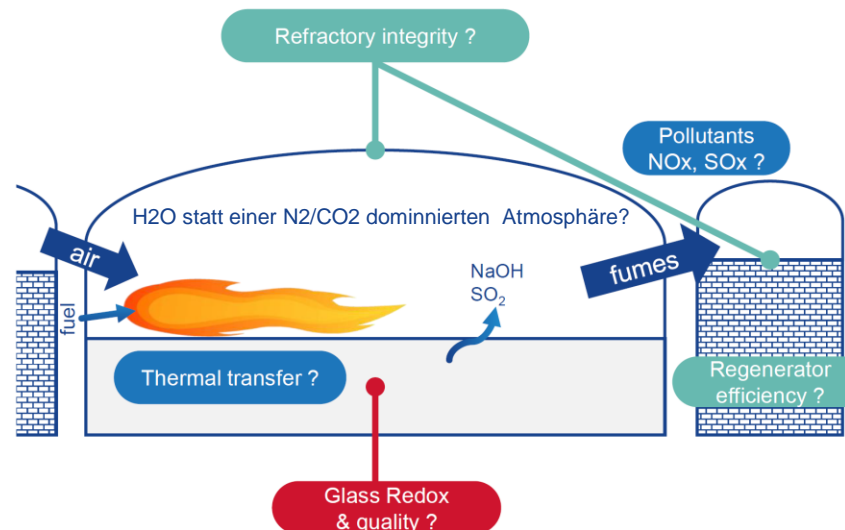 Refractory integrity ?
Pollutants
NOx, SOx ?
H2O statt einer N2/CO2 dominnierten Atmosphäre?
air
fumes
NaOH
SO₂
fuel
Thermal transfer ?
Regenerator
efficiency ?
Glass Redox
& quality ?